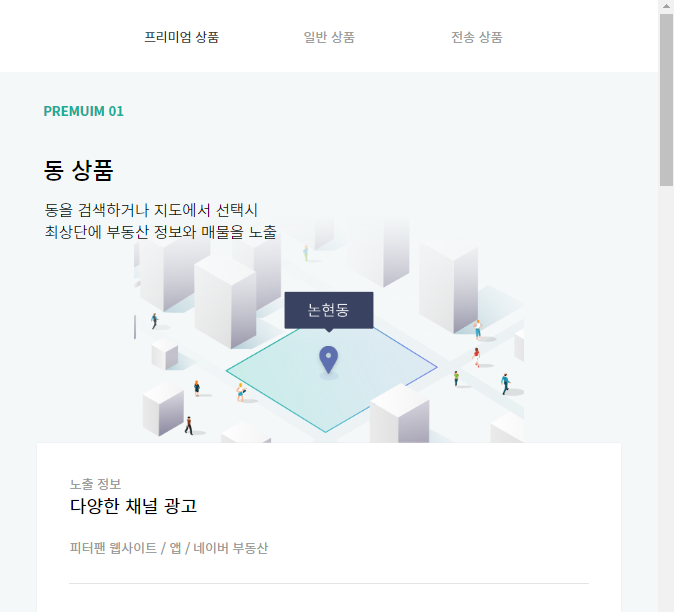 프리미엄 상품 일반 상품 전송 상품
PREMUIM 01
동 상품
동을 검색하거나 지도에서 선택시
최상단에 부동산 정보와 매물을 노출
논현동
노출 정보
다양한 채널 광고
피터팬 웹사이트 / 앱 / 네이버 부동산